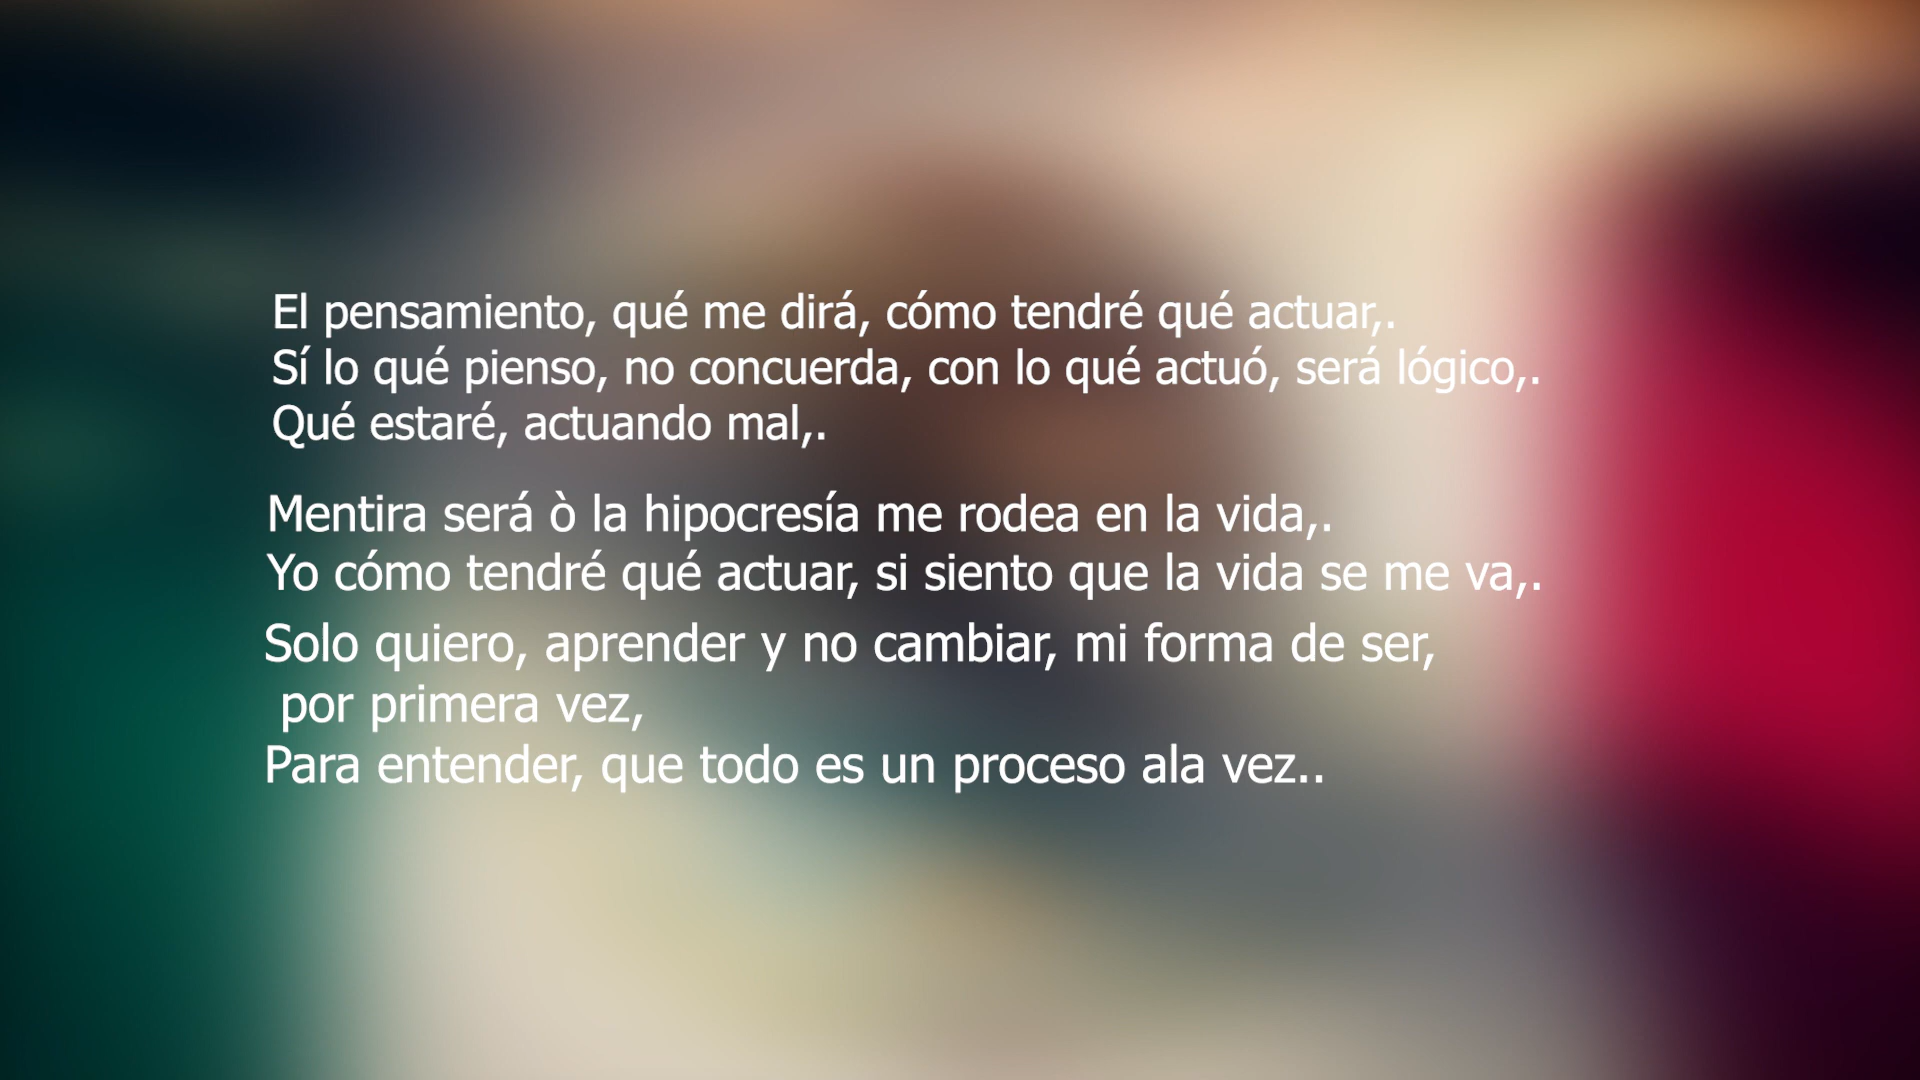 El pensamiento, qué me dirá, cómo tendré qué actuar,.
Sí lo qué pienso, no concuerda, con lo qué actuó, será lógico,.
Qué estaré, actuando mal,.
Mentira será ò la hipocresía me rodea en la vida,.
Yo cómo tendré qué actuar, si siento que la vida se me va,.
Solo quiero, aprender y no cambiar, mi forma de ser,
por primera vez,
Para entender, que todo es un proceso ala vez..